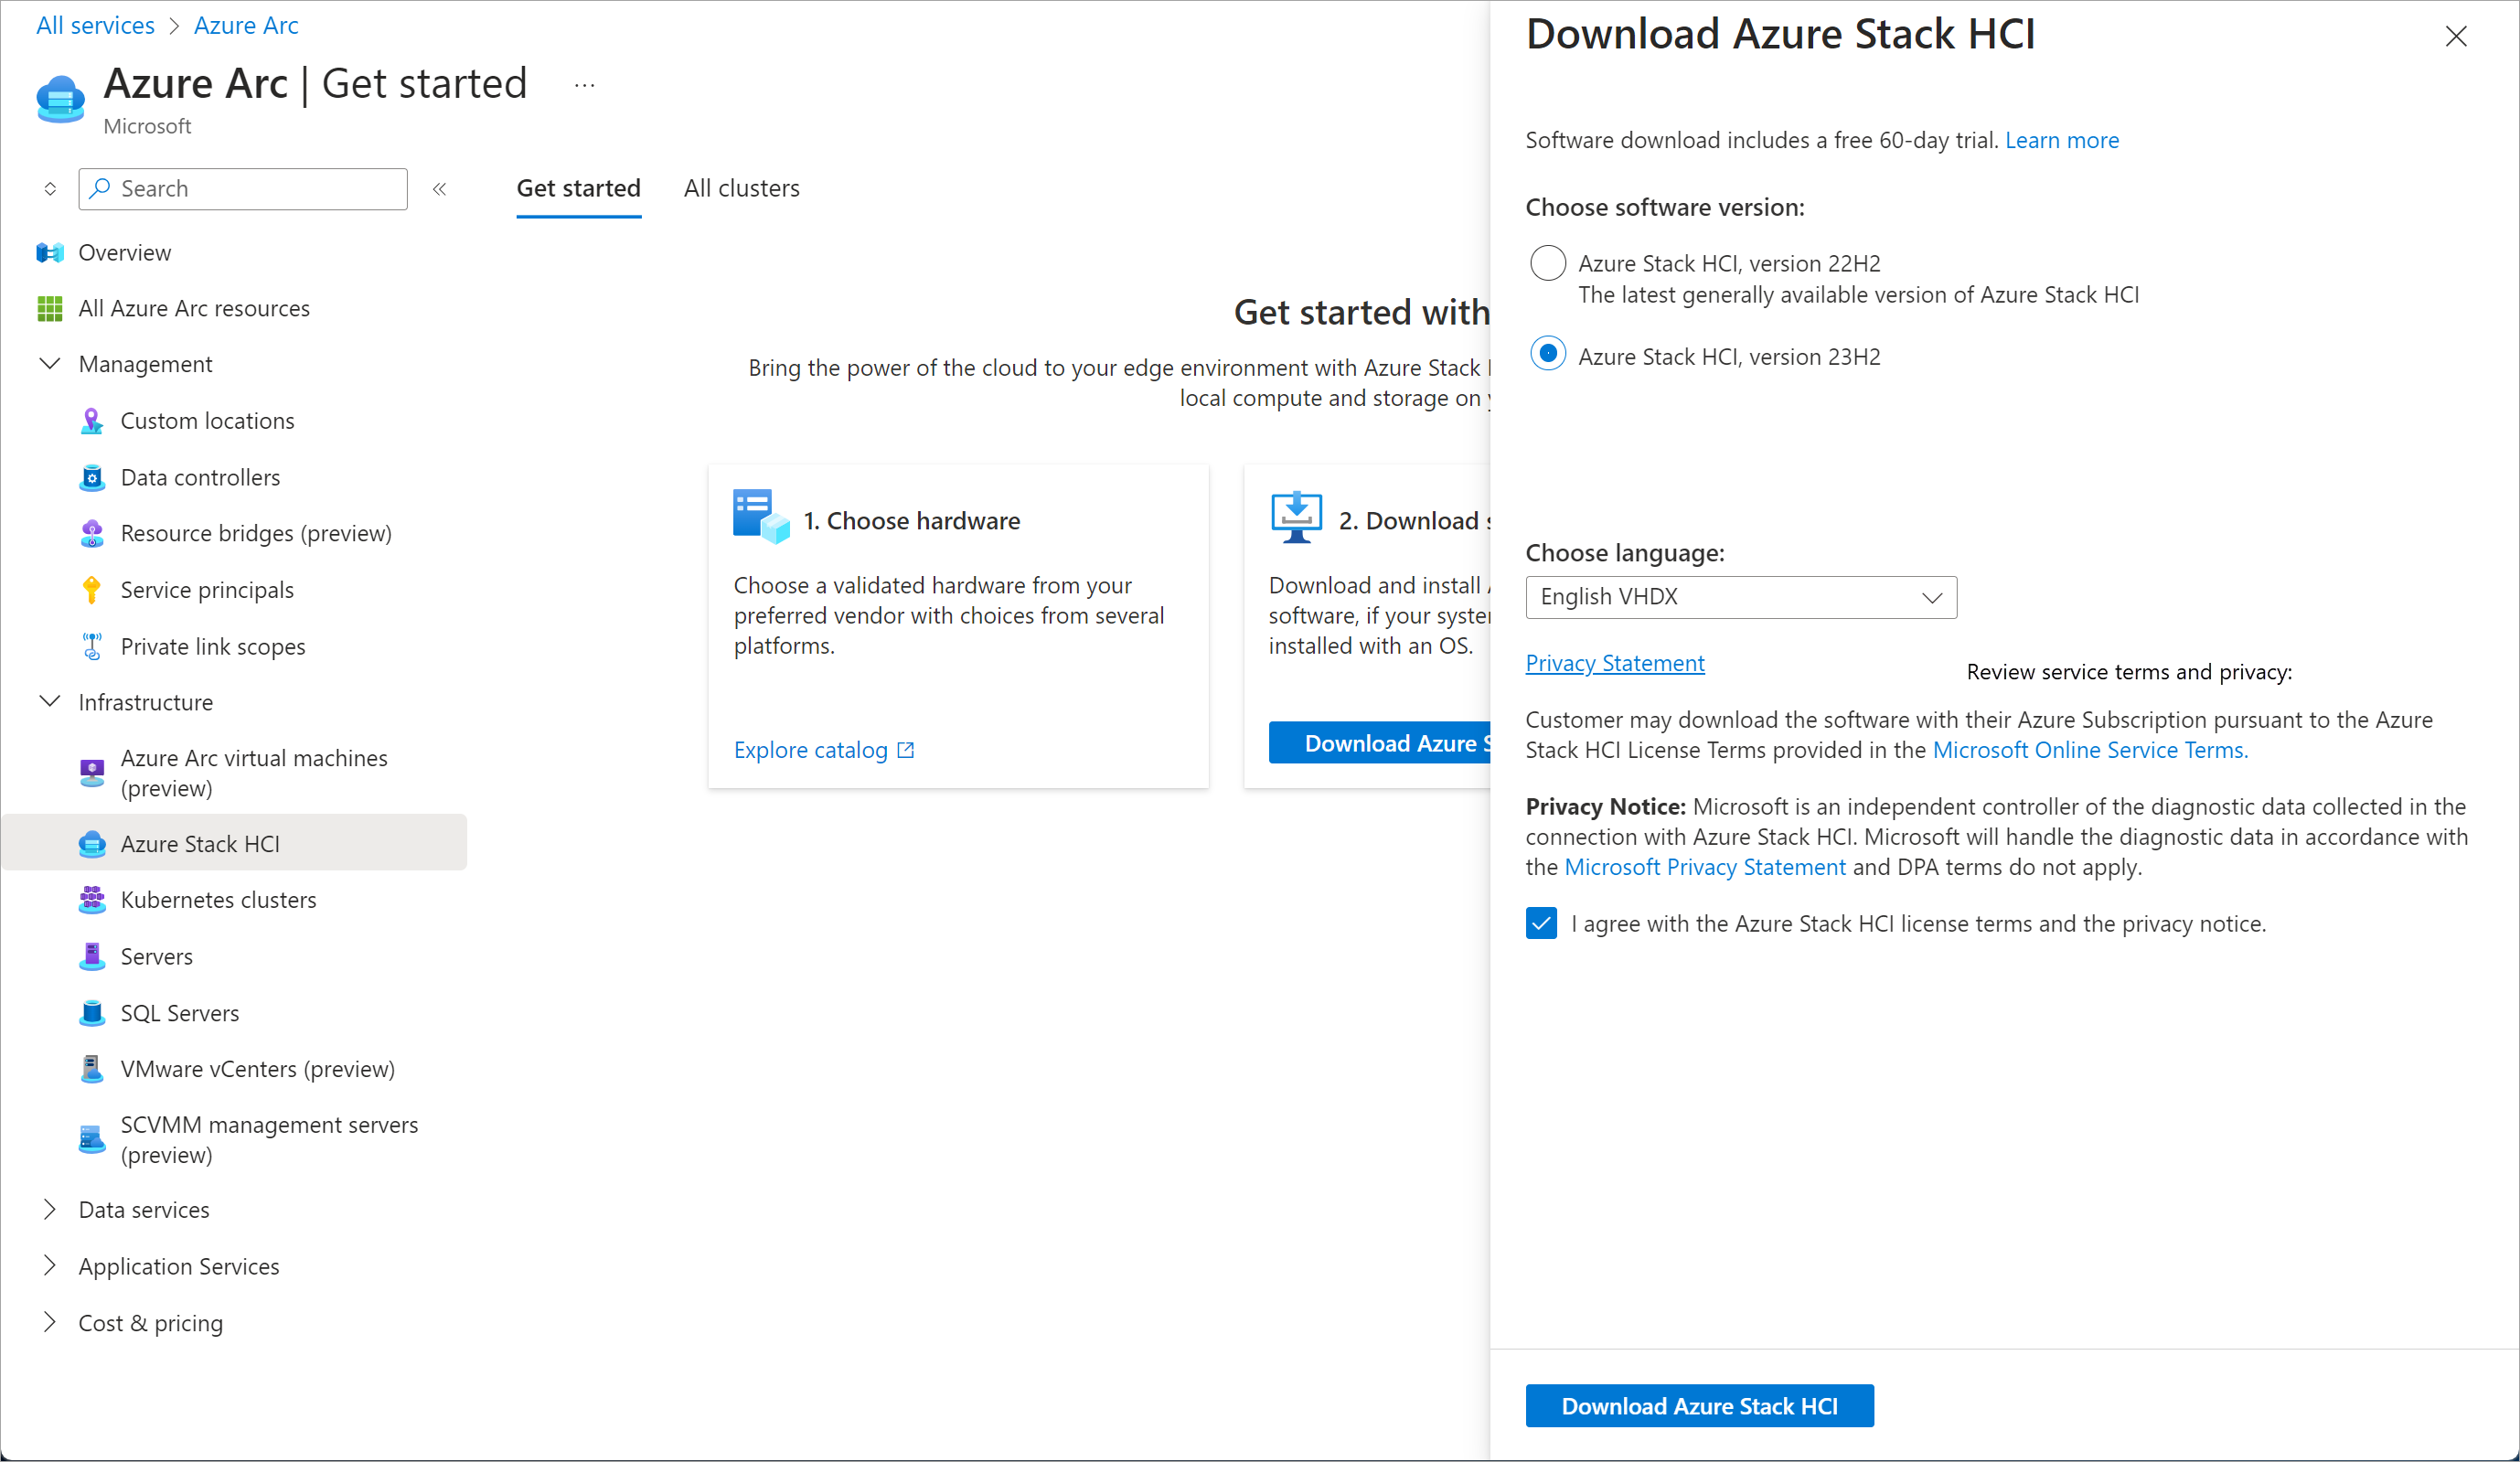 All services > Azure Arc
Azure Arc | Get started ...
Microsoft
Search
Overview
All Azure Arc resources
Management
Custom locations
Data controllers
Resource bridges (preview)
Service principals
Private link scopes
Infrastructure
Azure Arc virtual machines
(preview)
Azure Stack HCI
Kubernetes clusters
Servers
SQL Servers
VMware vCenters (preview)
SCVMM management servers
(preview)
Data services
Application Services
Cost & pricing
Get started
All clusters
Get started with
Bring the power of the cloud to your edge environment with Azure Stack
local compute and storage on
1. Choose hardware
Choose a validated hardware from your
preferred vendor with choices from several
platforms.
Explore catalog
2. Download
Download and install
software, if your
installed with an OS.
Download Azure
Download Azure Stack HCI
Software download includes a free 60-day trial. Learn more
Choose software version:
Azure Stack HCI, version 22H2
The latest generally available version of Azure Stack HCI
Azure Stack HCI, version 23H2
Choose language:
English VHDX
Privacy Statement
Review service terms and privacy:
Customer may download the software with their Azure Subscription pursuant to the Azure
Stack HCI License Terms provided in the Microsoft Online Service Terms.
Privacy Notice: Microsoft is an independent controller of the diagnostic data collected in the
connection with Azure Stack HCI. Microsoft will handle the diagnostic data in accordance with
the Microsoft Privacy Statement and DPA terms do not apply.
I agree with the Azure Stack HCI license terms and the privacy notice.
Download Azure Stack HCI